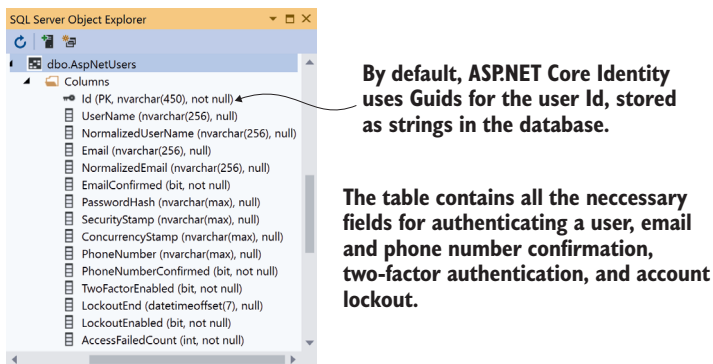 SQL Server Object Explorer
dbo.AspNetUsers
Columns
Id (PK, nvarchar(450), not null)
UserName (nvarchar(256), null)
NormalizedUserName (nvarchar(256), null)
Email (nvarchar(256), null)
NormalizedEmail (nvarchar(256), null)
EmailConfirmed (bit, not null)
PasswordHash (nvarchar(max), null)
SecurityStamp (nvarchar(max), null)
ConcurrencyStamp (nvarchar(max), null)
PhoneNumber (nvarchar(max), null)
PhoneNumberConfirmed (bit, not null)
TwoFactorEnabled (bit, not null)
LockoutEnd (datetimeoffset(7), null)
LockoutEnabled (bit, not null)
AccessFailedCount (int, not null)
By default, ASP.NET Core Identity
uses Guids for the user Id, stored
as strings in the database.
The table contains all the neccessary
fields for authenticating a user, email
and phone number confirmation,
two-factor authentication, and account
lockout.